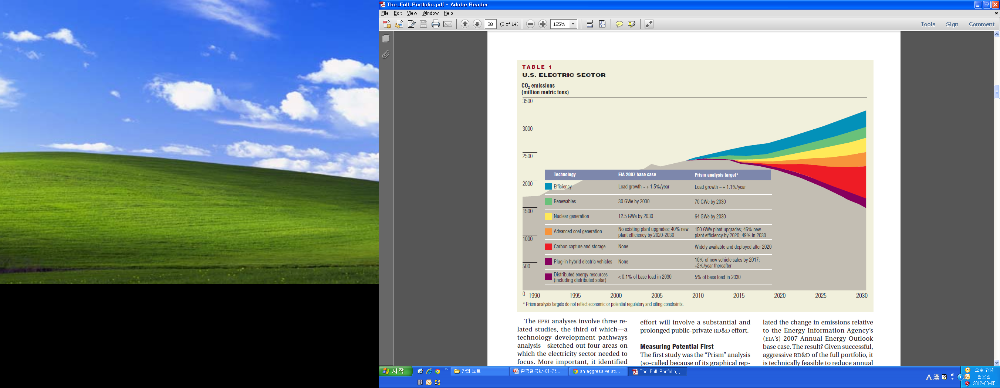 The_Full_Portfolio.pdf - Adobe Reader
File Edit View Window Help
38 (3 of 14) 125% Tools Sign Comment
TABLE 1
U.S. ELECTRIC SECTOR
CO₂ emissions
(million metric tons)
3500
3000
2500
2000
1500
1000
500
0
Technology EIA 2007 base case Prism analysis target*
Efficiency Load growth ~ + 1.5%/year Load growth ~ + 1.1%/year
Renewables 30 GWe by 2030 70 GWe by 2030
Nuclear generation 12.5 GWe by 2030 64 GWe by 2030
Advanced coal generation No existing plant upgrades; 40% new 150 GWe plant upgrades; 46% new
plant efficiency by 2020-2030 plant efficiency by 2020; 49% in 2030
Carbon capture and storage None Widely available and deployed after 2020
Plug-in hybrid electric vehicles None 10% of new vehicle sales by 2017;
+2%/year thereafter
Distributed energy resources < 0.1% of base load in 2030 5% of base load in 2030
(including distributed solar)
1990 1995 2000 2005 2010 2015 2020 2025 2030
* Prism analysis targets do not reflect economic or potential regulatory and siting constraints.
The EPRI analyses involve three re-
lated studies, the third of which—a
technology development pathways
analysis—sketched out four areas on
which the electricity sector needed to
focus. More important, it identified
effort will involve a substantial and
prolonged public-private RD&D effort.
Measuring Potential First
The first study was the “Prism” analysis
(so-called because of its graphical rep-
lated the change in emissions relative
to the Energy Information Agency’s
(EIA’s) 2007 Annual Energy Outlook
base case. The result? Given successful,
aggressive RD&D of the full portfolio, it
is technically feasible to reduce annual
시작 강의 노트 환경열공학-01-강... an aggressive str... The_Full_Portfolio....
A 漢
오후 7:14
월요일
2012-03-05